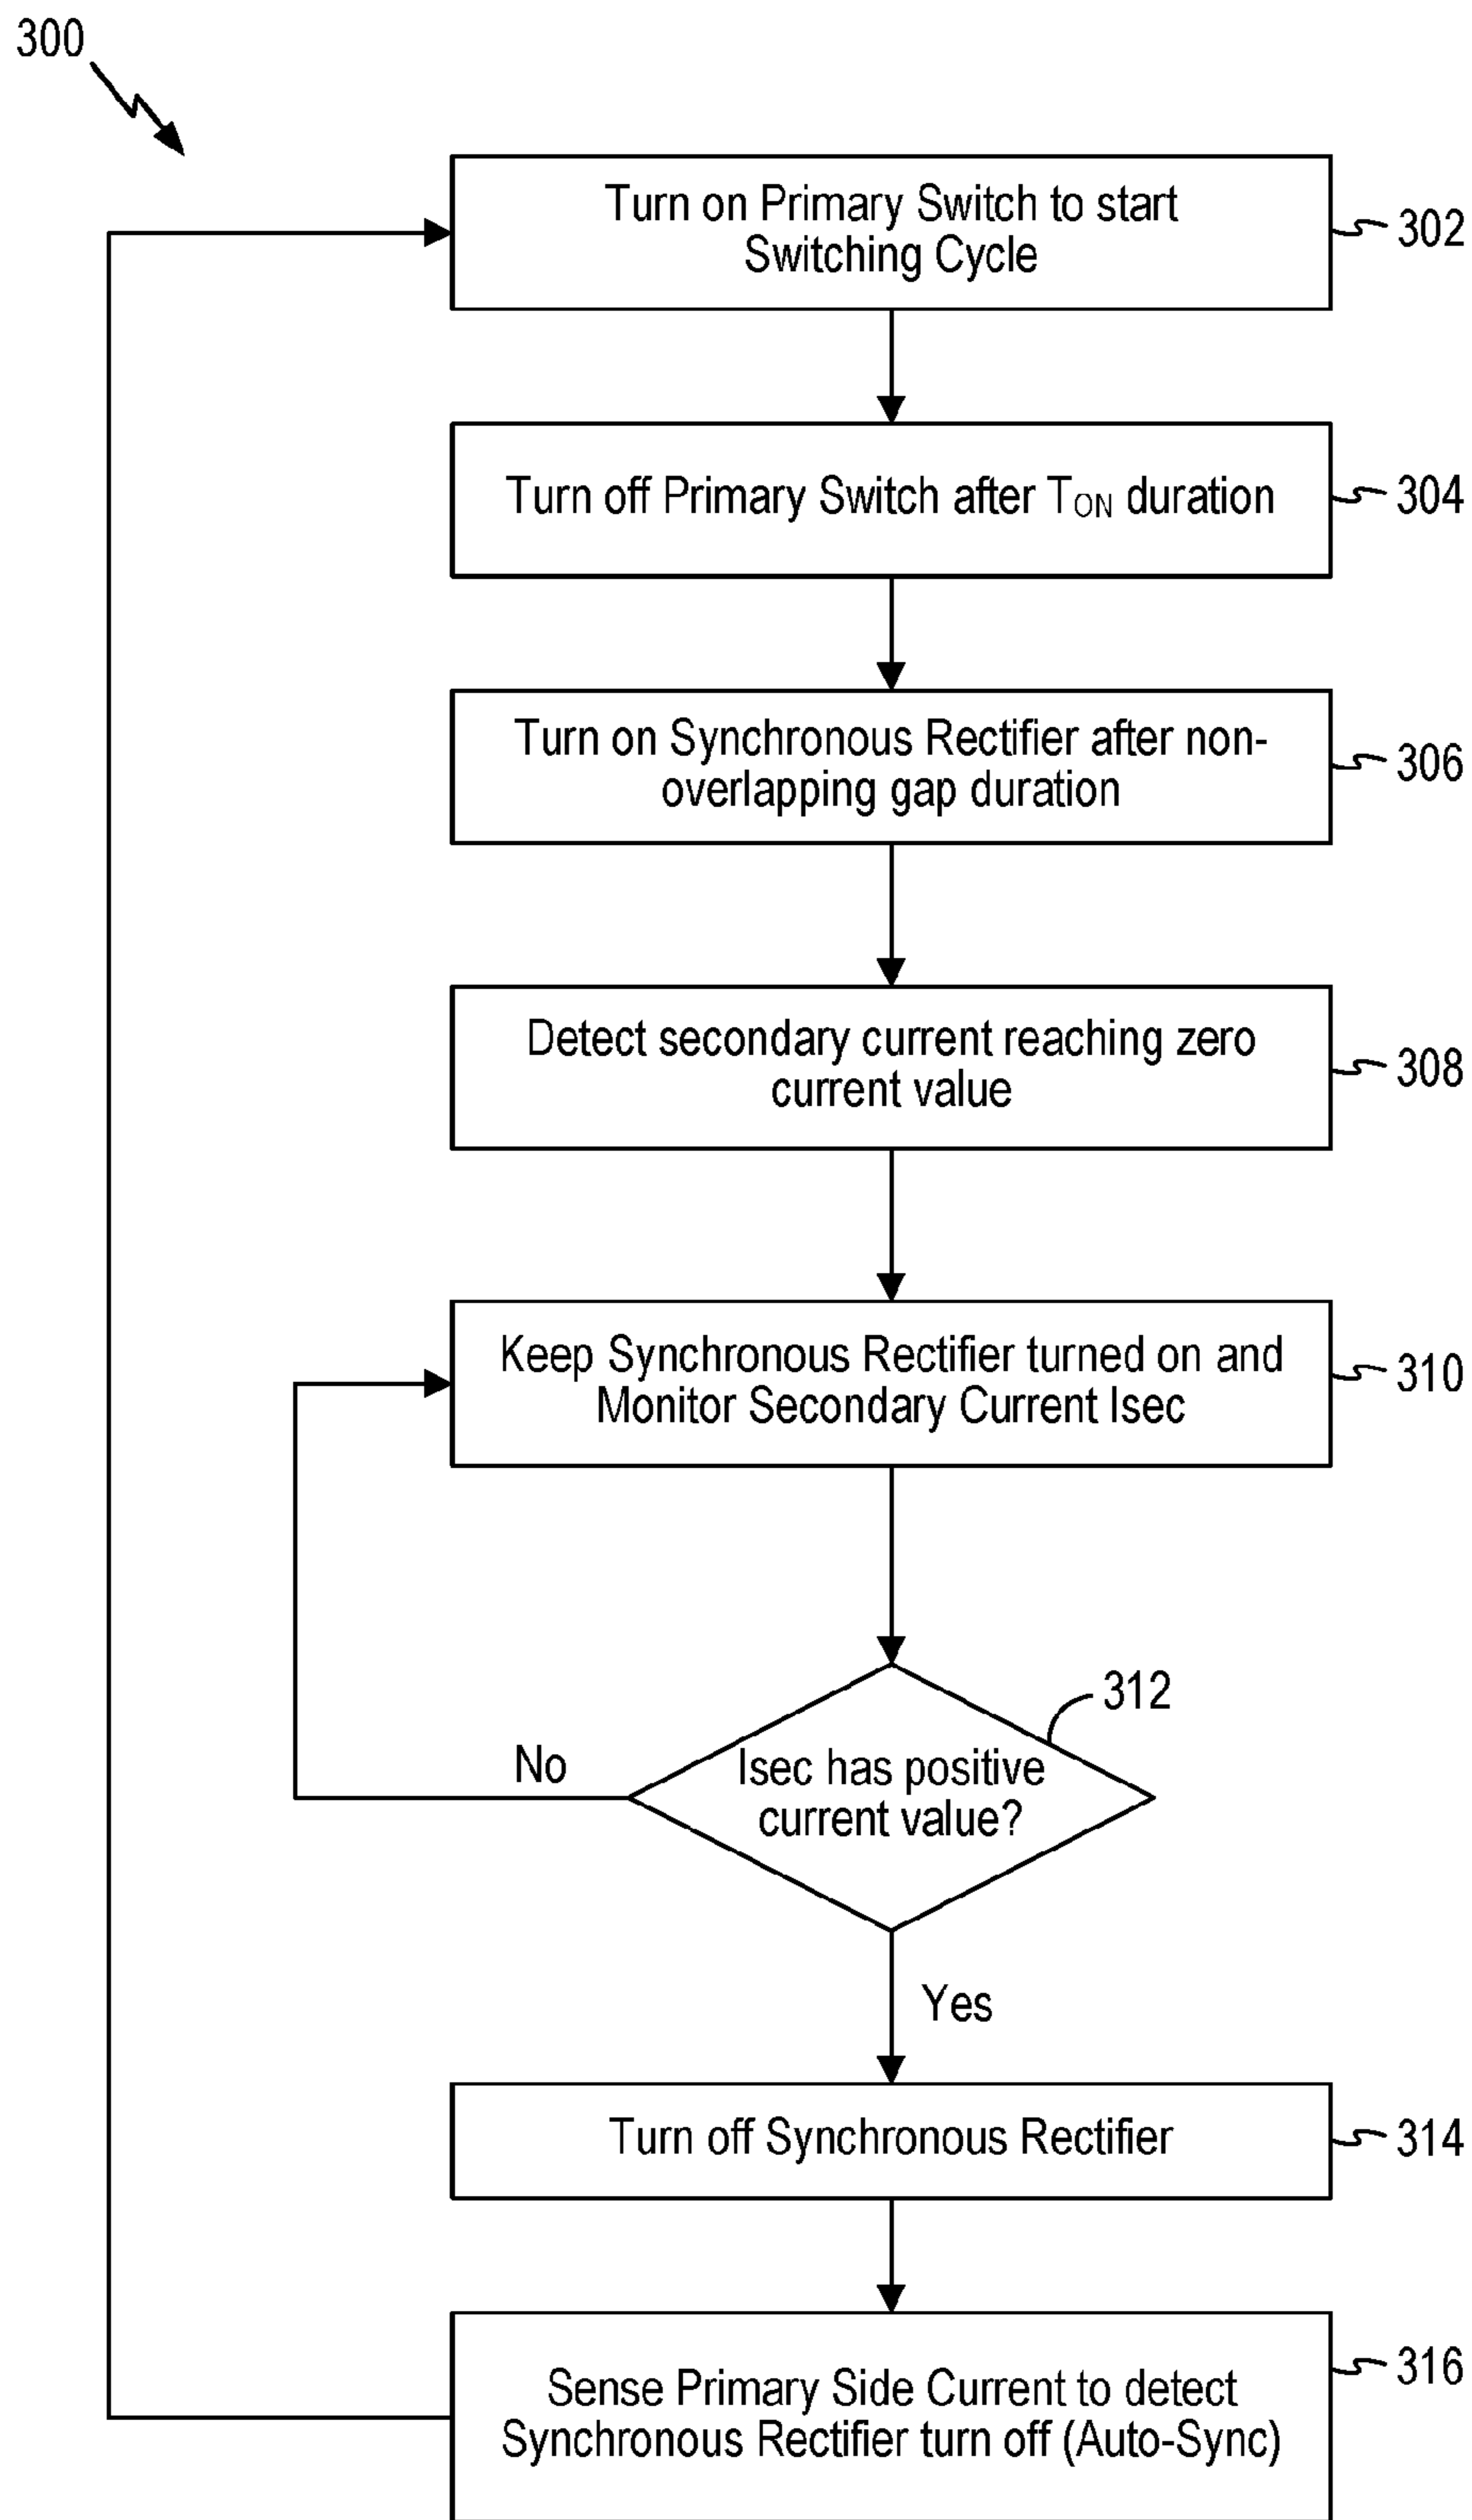 300
Turn on Primary Switch to start
Switching Cycle
302
Turn off Primary Switch after TON duration
304
Turn on Synchronous Rectifier after non-
overlapping gap duration
306
Detect secondary current reaching zero
current value
308
Keep Synchronous Rectifier turned on and
Monitor Secondary Current Isec
310
312
No
Isec has positive
current value?
Yes
Turn off Synchronous Rectifier
314
Sense Primary Side Current to detect
Synchronous Rectifier turn off (Auto-Sync)
316